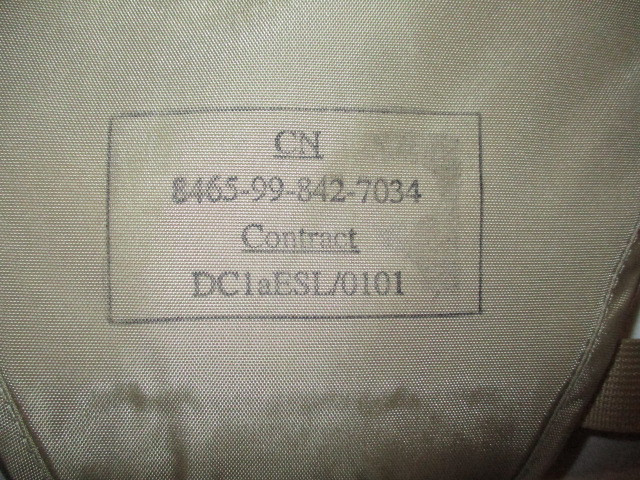 CN
8465-99-842-7034
Contract
DC1aESL/0101